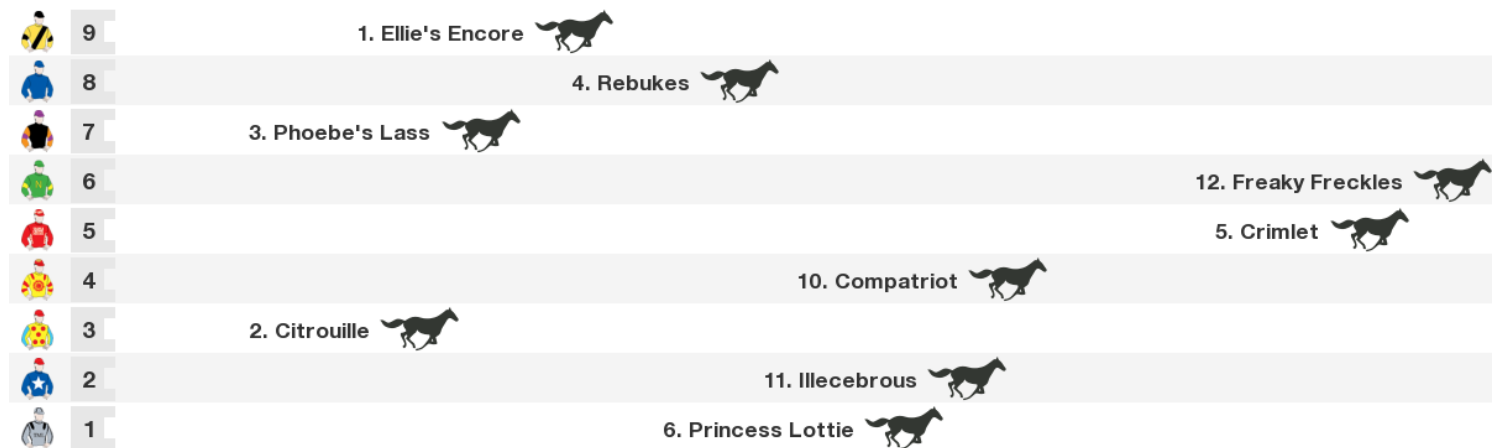 9 1. Ellie's Encore
8 4. Rebukes
7 3. Phoebe's Lass
6 12. Freaky Freckles
N
5 5. Crimlet
4 10. Compatriot
3 2. Citrouille
2 11. Illecebrous
1 6. Princess Lottie